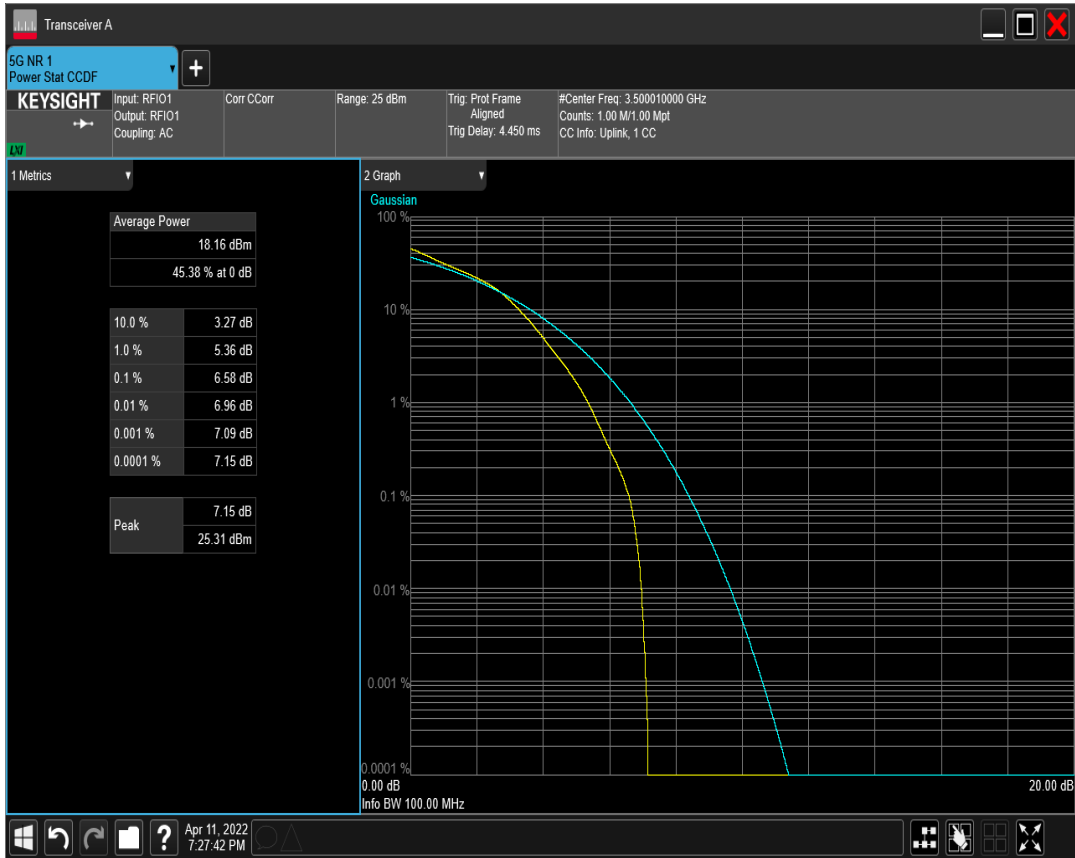 Transceiver A
5G NR 1
Power Stat CCDF
KEYSIGHT
LXI
Input: RFIO1
Output: RFIO1
Coupling: AC
Corr CCorr
Range: 25 dBm
Trig: Prot Frame
Aligned
Trig Delay: 4.450 ms
#Center Freq: 3.500010000 GHz
Counts: 1.00 M/1.00 Mpt
CC Info: Uplink, 1 CC
1 Metrics
Average Power
18.16 dBm
45.38 % at 0 dB
10.0 % 3.27 dB
1.0 % 5.36 dB
0.1 % 6.58 dB
0.01 % 6.96 dB
0.001 % 7.09 dB
0.0001 % 7.15 dB
Peak
7.15 dB
25.31 dBm
2 Graph
Gaussian
100 %
10 %
1 %
0.1 %
0.01 %
0.001 %
0.0001 %
0.00 dB 20.00 dB
Info BW 100.00 MHz
?
Apr 11, 2022
7:27:42 PM